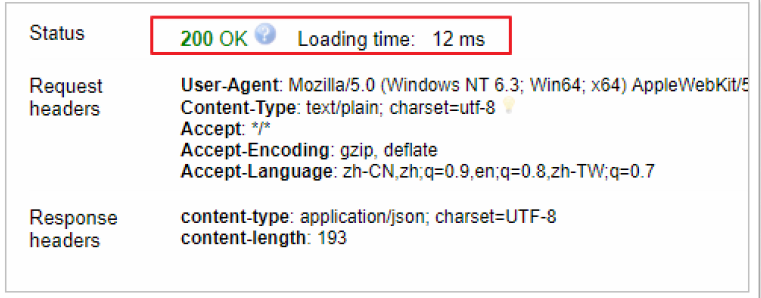 Status
200 OK Loading time: 12 ms
Request headers
User-Agent: Mozilla/5.0 (Windows NT 6.3; Win64; x64) AppleWebKit/5
Content-Type: text/plain; charset=utf-8
Accept: */*
Accept-Encoding: gzip, deflate
Accept-Language: zh-CN,zh;q=0.9,en;q=0.8,zh-TW;q=0.7
Response headers
content-type: application/json; charset=UTF-8
content-length: 193